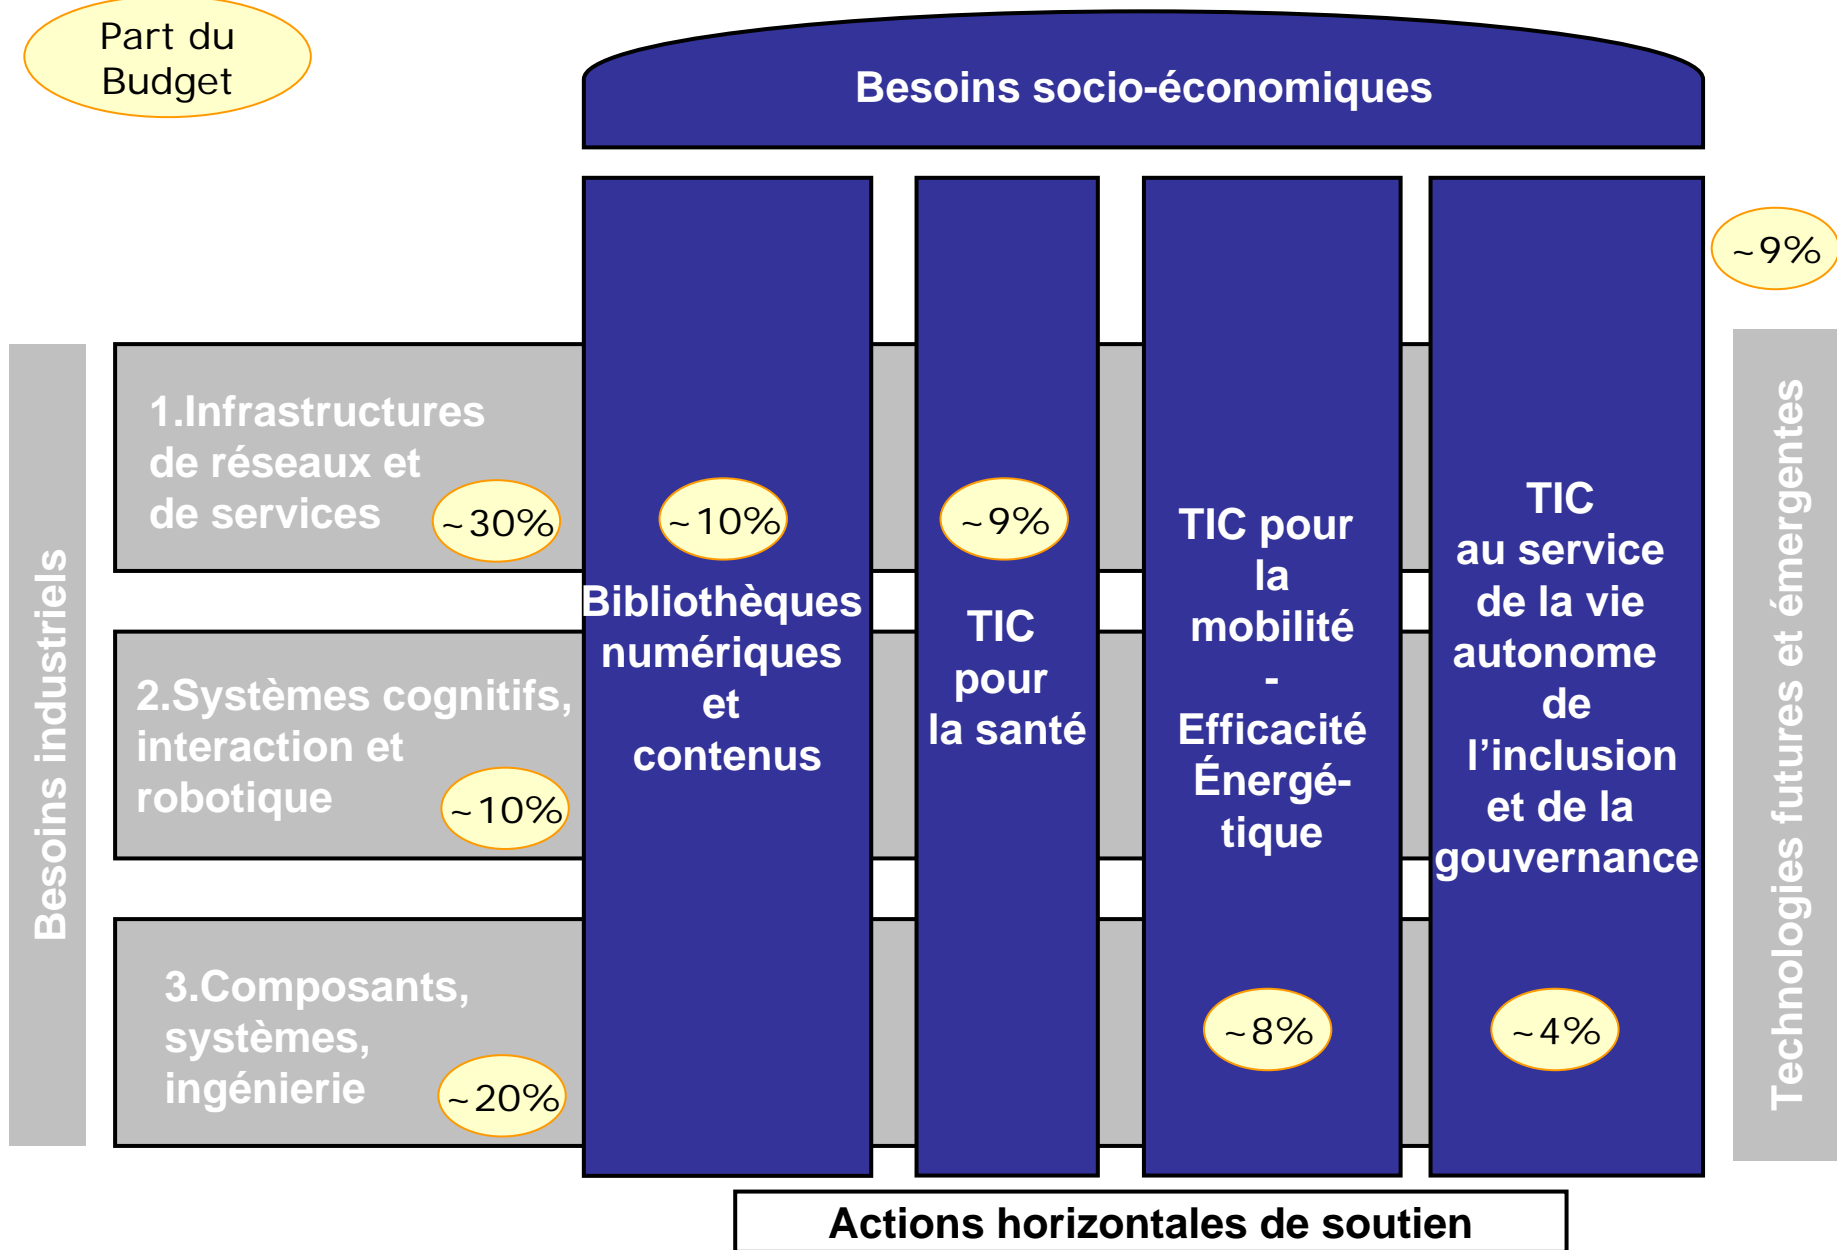 Part du
Budget
Besoins socio-économiques
~9%
Besoins industriels
1.Infrastructures
de réseaux et
de services
~30%
2.Systèmes cognitifs,
interaction et
robotique
~10%
3.Composants,
systèmes,
ingénierie
~20%
~10%
Bibliothèques
numériques
et
contenus
~9%
TIC
pour
la santé
TIC pour
la
mobilité
-
Efficacité
Énergé-
tique
~8%
TIC
au service
de la vie
autonome
de
l’inclusion
et de la
gouvernance
~4%
Technologies futures et émergentes
Actions horizontales de soutien